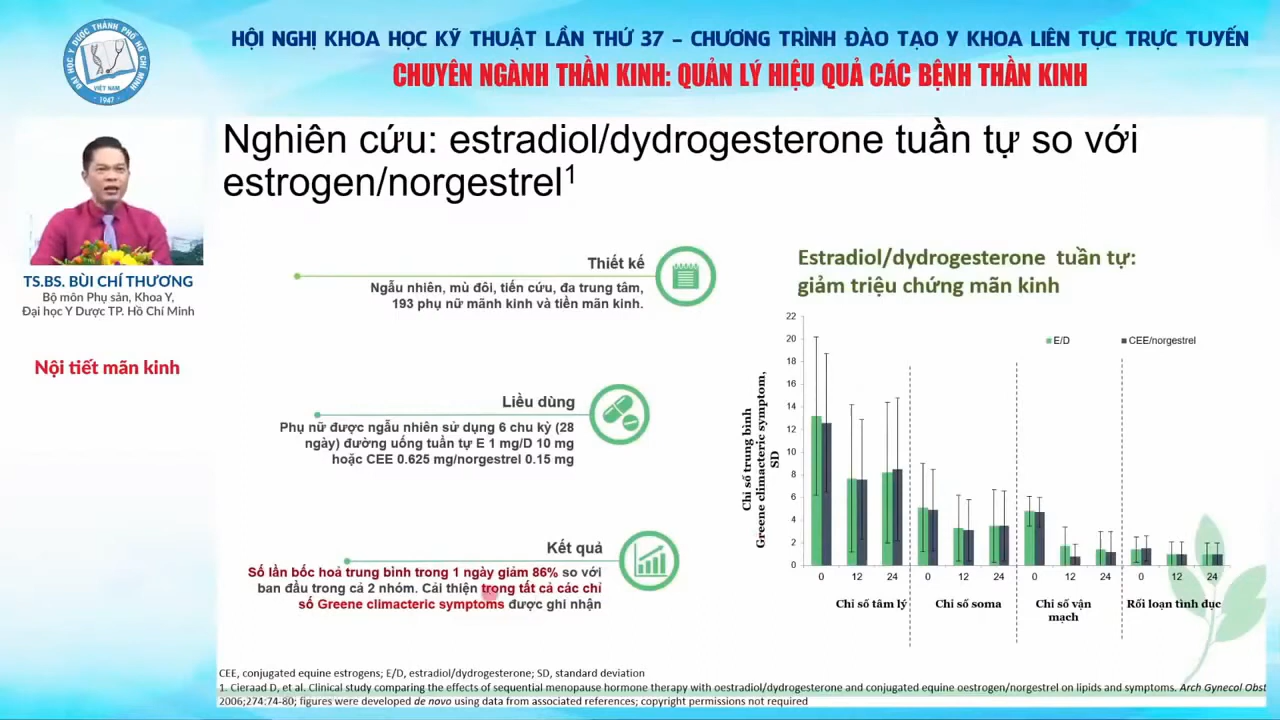 ĐẠI HỌC Y DƯỢC THÀNH PHỐ HỒ CHÍ MINH
VIỆT NAM
1947
HỘI NGHỊ KHOA HỌC KỸ THUẬT LẦN THỨ 37 – CHƯƠNG TRÌNH ĐÀO TẠO Y KHOA LIÊN TỤC TRỰC TUYẾN
CHUYÊN NGÀNH THẦN KINH: QUẢN LÝ HIỆU QUẢ CÁC BỆNH THẦN KINH
TS.BS. BÙI CHÍ THƯƠNG
Bộ môn Phụ sản, Khoa Y,
Đại học Y Dược TP. Hồ Chí Minh
Nội tiết mãn kinh
Nghiên cứu: estradiol/dydrogesterone tuần tự so với
estrogen/norgestrel1
Thiết kế
Ngẫu nhiên, mù đôi, tiến cứu, đa trung tâm,
193 phụ nữ mãnh kinh và tiền mãn kinh.
Liều dùng
Phụ nữ được ngẫu nhiên sử dụng 6 chu kỳ (28
ngày) đường uống tuần tự E 1 mg/D 10 mg
hoặc CEE 0.625 mg/norgestrel 0.15 mg
Kết quả
Số lần bốc hoả trung bình trong 1 ngày giảm 86% so với
ban đầu trong cả 2 nhóm. Cải thiện trong tất cả các chỉ
số Greene climacteric symptoms được ghi nhận
Estradiol/dydrogesterone tuần tự:
giảm triệu chứng mãn kinh
E/D
CEE/norgestrel
Chỉ số trung bình
Greene climacteric symptom,
SD
22
20
18
16
14
12
10
8
6
4
2
0
0 12 24 0 12 24 0 12 24 0 12 24
Chỉ số tâm lý Chỉ số soma Chỉ số vận mạch Rối loạn tình dục
CEE, conjugated equine estrogens; E/D, estradiol/dydrogesterone; SD, standard deviation
1. Cieraad D, et al. Clinical study comparing the effects of sequential menopause hormone therapy with oestradiol/dydrogesterone and conjugated equine oestrogen/norgestrel on lipids and symptoms. Arch Gynecol Obst
2006;274:74-80; figures were developed de novo using data from associated references; copyright permissions not required